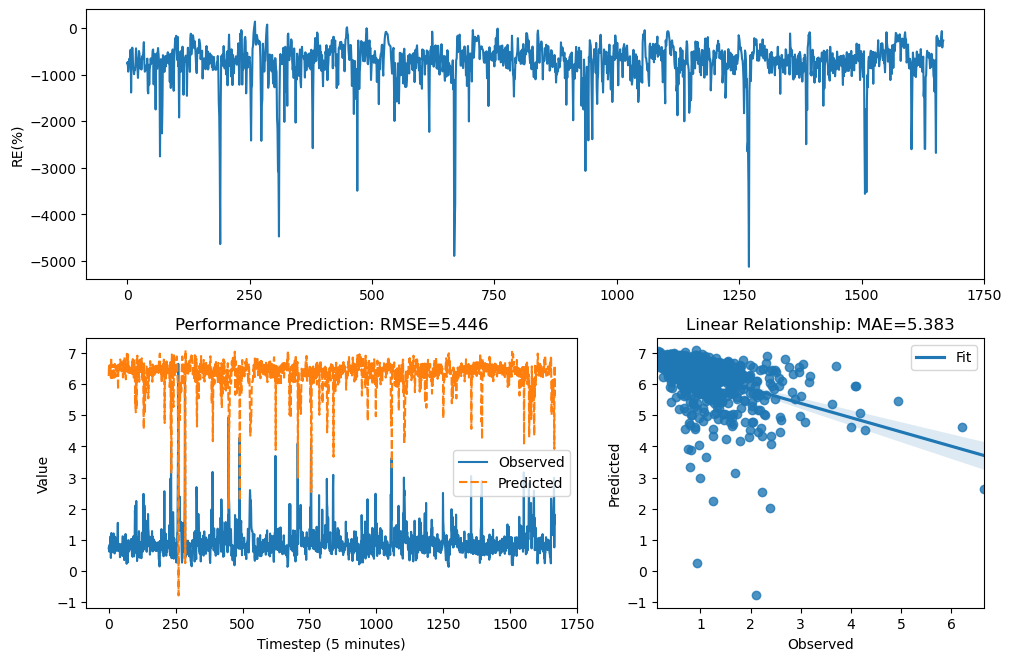 0
−1000
−2000
−3000
−4000
−5000
RE(%)
0 250 500 750 1000 1250 1500 1750
Performance Prediction: RMSE=5.446
7
6
5
4
3
2
1
0
−1
Value
Observed
Predicted
0 250 500 750 1000 1250 1500 1750
Timestep (5 minutes)
Linear Relationship: MAE=5.383
7
6
5
4
3
2
1
0
−1
Predicted
Fit
1 2 3 4 5 6
Observed